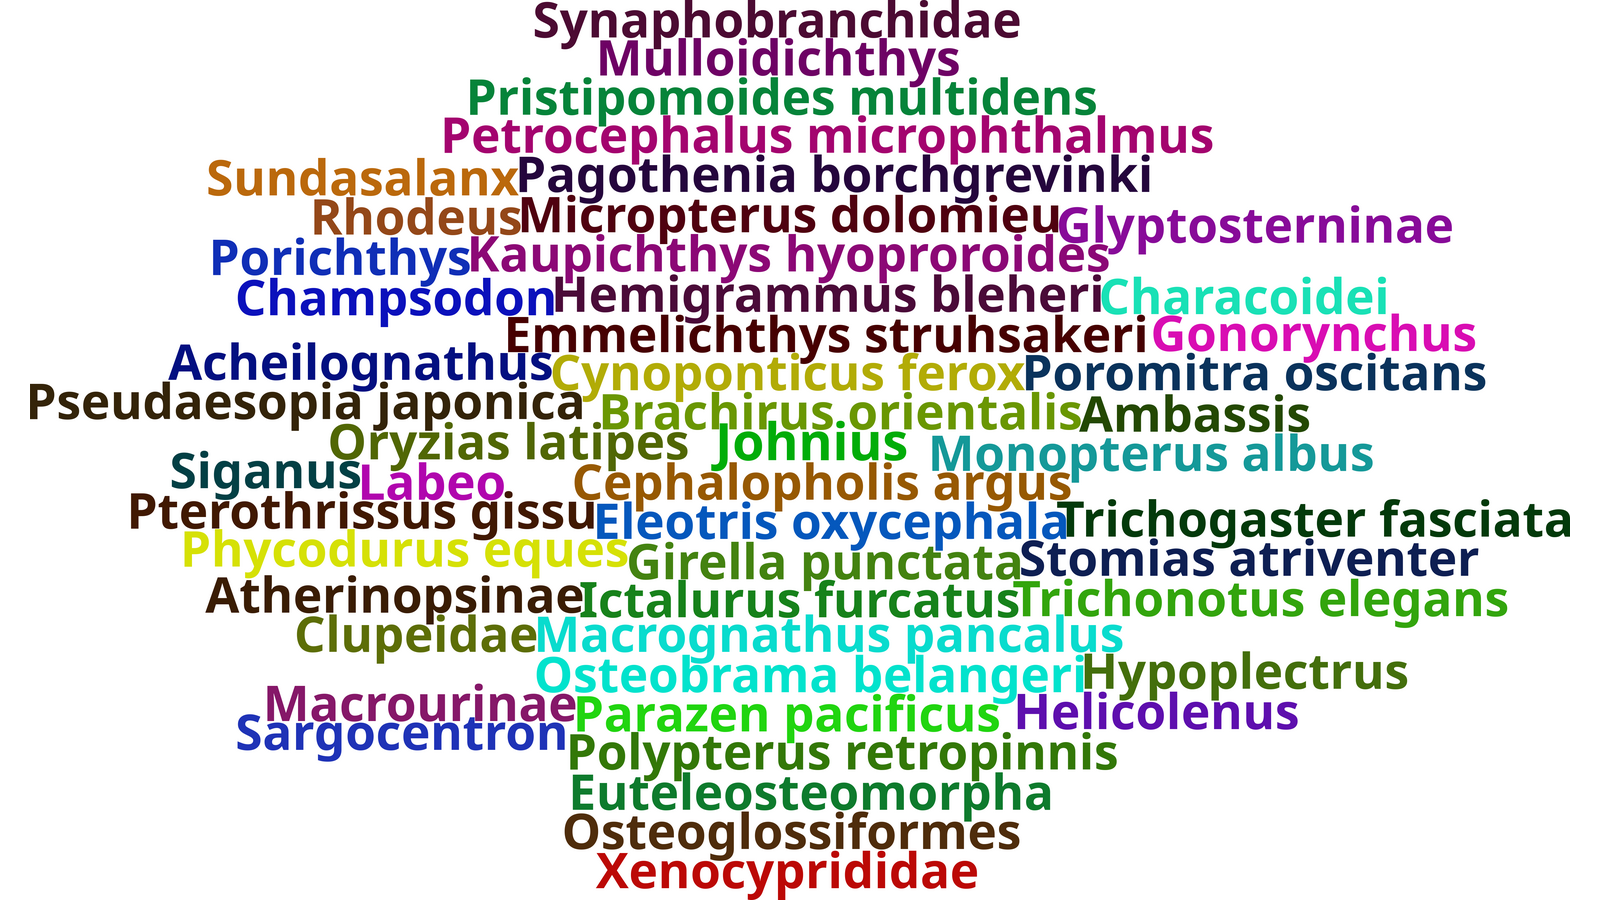 Synaphobranchidae
Mulloidichthys
Pristipomoides multidens
Petrocephalus microphthalmus
Sundasalanx Pagothenia borchgrevinki
Rhodeus Micropterus dolomieu Glyptosterninae
Porichthys Kaupichthys hyoproroides
Champsodon Hemigrammus bleheri Characoidei
Emmelichthys struhsakeri Gonorynchus
Acheilognathus Cynoponticus ferox Poromitra oscitans
Pseudaesopia japonica Brachirus orientalis Ambassis
Oryzias latipes Johnius Monopterus albus
Siganus Labeo Cephalopholis argus
Pterothrissus gissu Eleotris oxycephala Trichogaster fasciata
Phycodurus eques Girella punctata Stomias atriventer
Atherinopsinae Ictalurus furcatus Trichonotus elegans
Clupeidae Macrognathus pancalus
Osteobrama belangeri Hypoplectrus
Macrourinae Parazen pacificus Helicolenus
Sargocentron Polypterus retropinnis
Euteleosteomorpha
Osteoglossiformes
Xenocyprididae